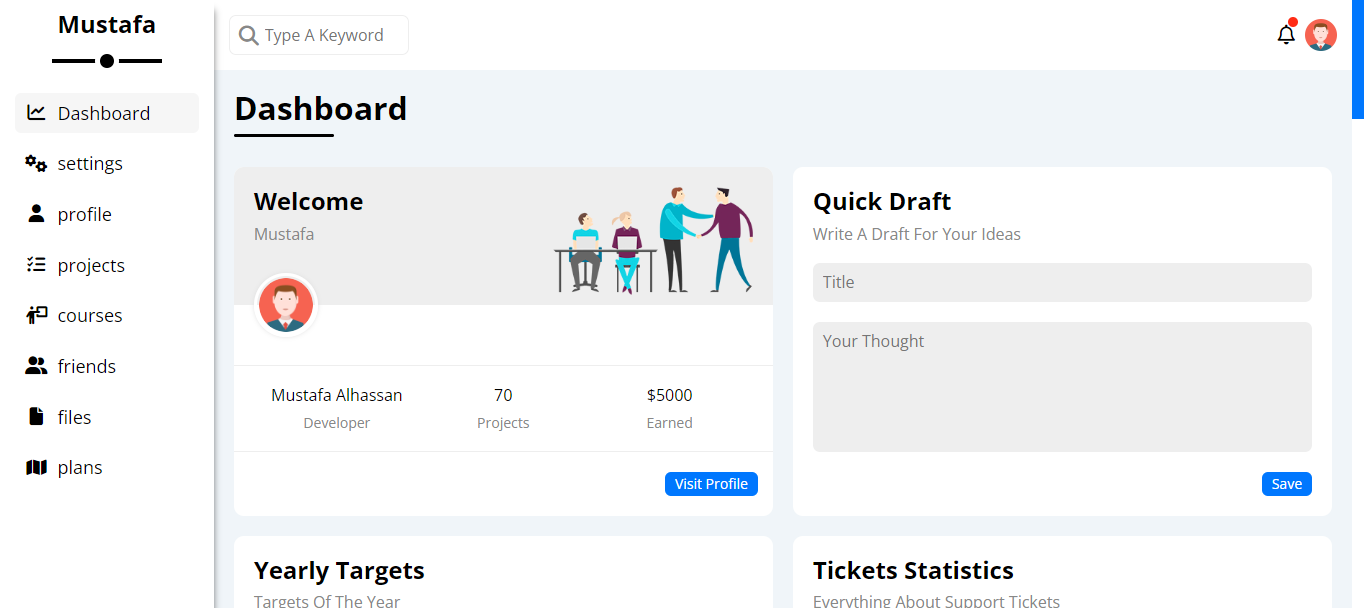 Mustafa
Dashboard
settings
profile
projects
courses
friends
files
plans
Type A Keyword
Dashboard
Welcome
Mustafa
Mustafa Alhassan
Developer
70
Projects
$5000
Earned
Visit Profile
Quick Draft
Write A Draft For Your Ideas
Title
Your Thought
Save
Yearly Targets
Targets Of The Year
Tickets Statistics
Everything About Support Tickets